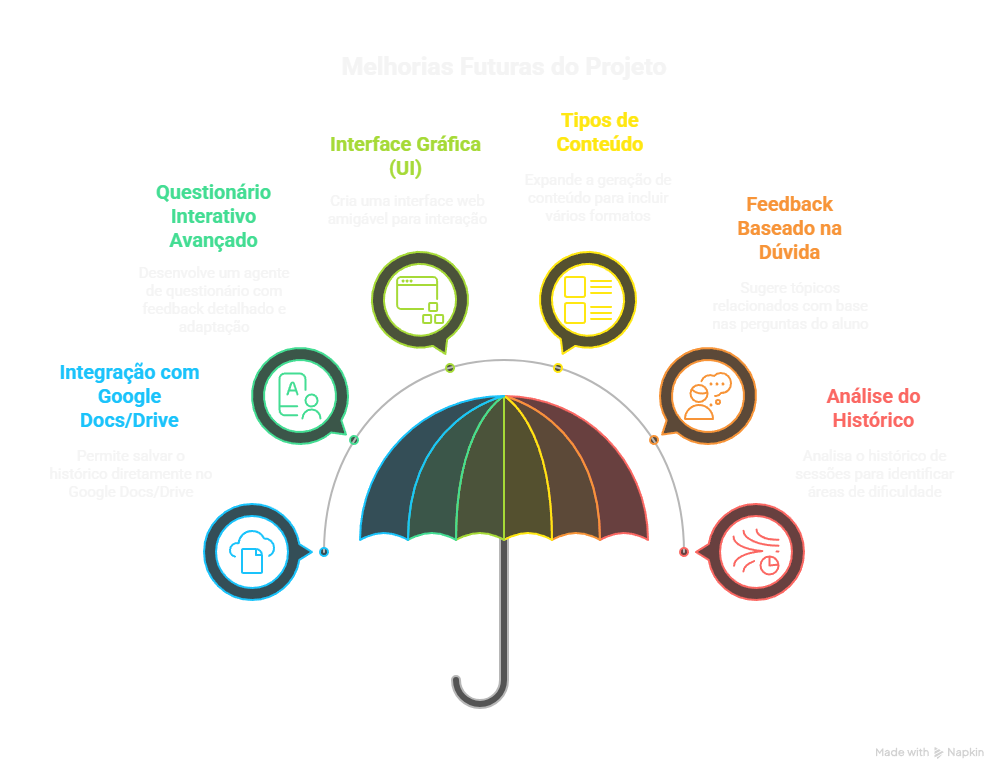 Melhorias Futuras do Projeto
Tipos de
Conteúdo
Expande a geração de
conteúdo para incluir
vários formatos
Interface Gráfica
(UI)
Cria uma interface web
amigável para interação
Questionário
Interativo
Avançado
Desenvolve um agente
de questionário com
feedback detalhado e
adaptação
Feedback
Baseado na
Dúvida
Sugere tópicos
relacionados com base
nas perguntas do aluno
Integração com
Google
Docs/Drive
Permite salvar o
histórico diretamente no
Google Docs/Drive
Análise do
Histórico
Analisa o histórico de
sessões para identificar
áreas de dificuldade
A
Made with Napkin